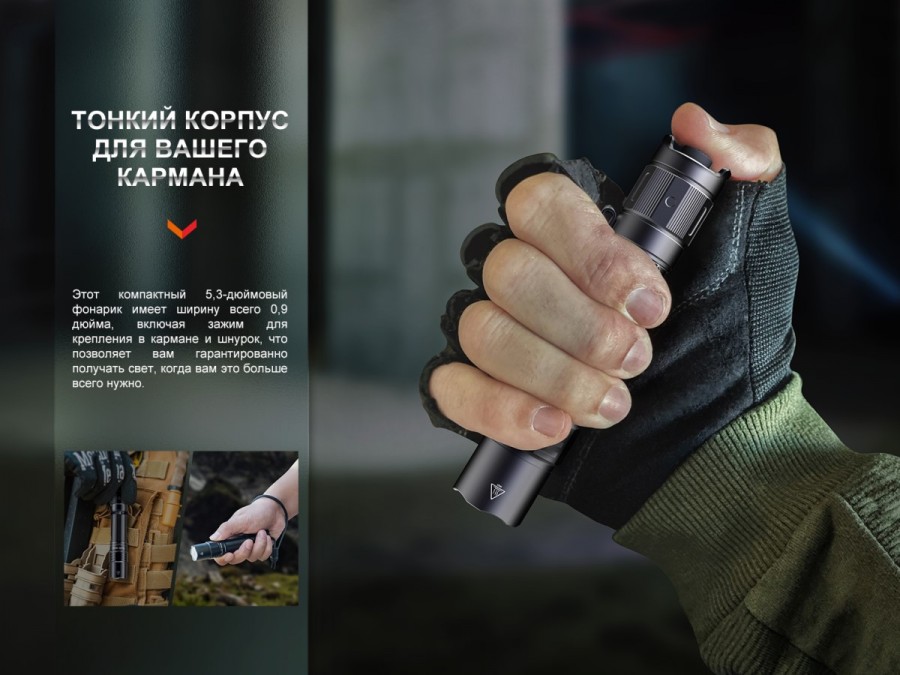 ТОНКИЙ КОРПУС
ДЛЯ ВАШЕГО
КАРМАНА
Этот компактный 5,3-дюймовый
фонарик имеет ширину всего 0,9
дюйма, включая зажим для
крепления в кармане и шнурок, что
позволяет вам гарантированно
получать свет, когда вам это больше
всего нужно.